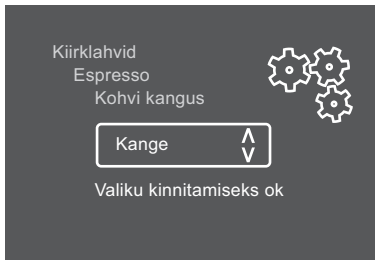 Kiirklahvid
Espresso
Kohvi kangus
Kange
Valiku kinnitamiseks ok